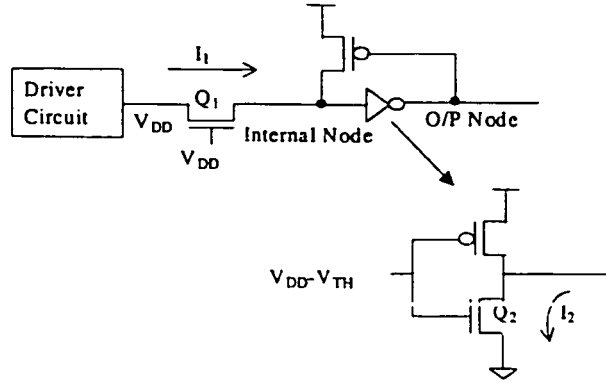 I1
Driver
Circuit
Q1
VDD
VDD
Internal Node
O/P Node
VDD-VTH
Q2
I2